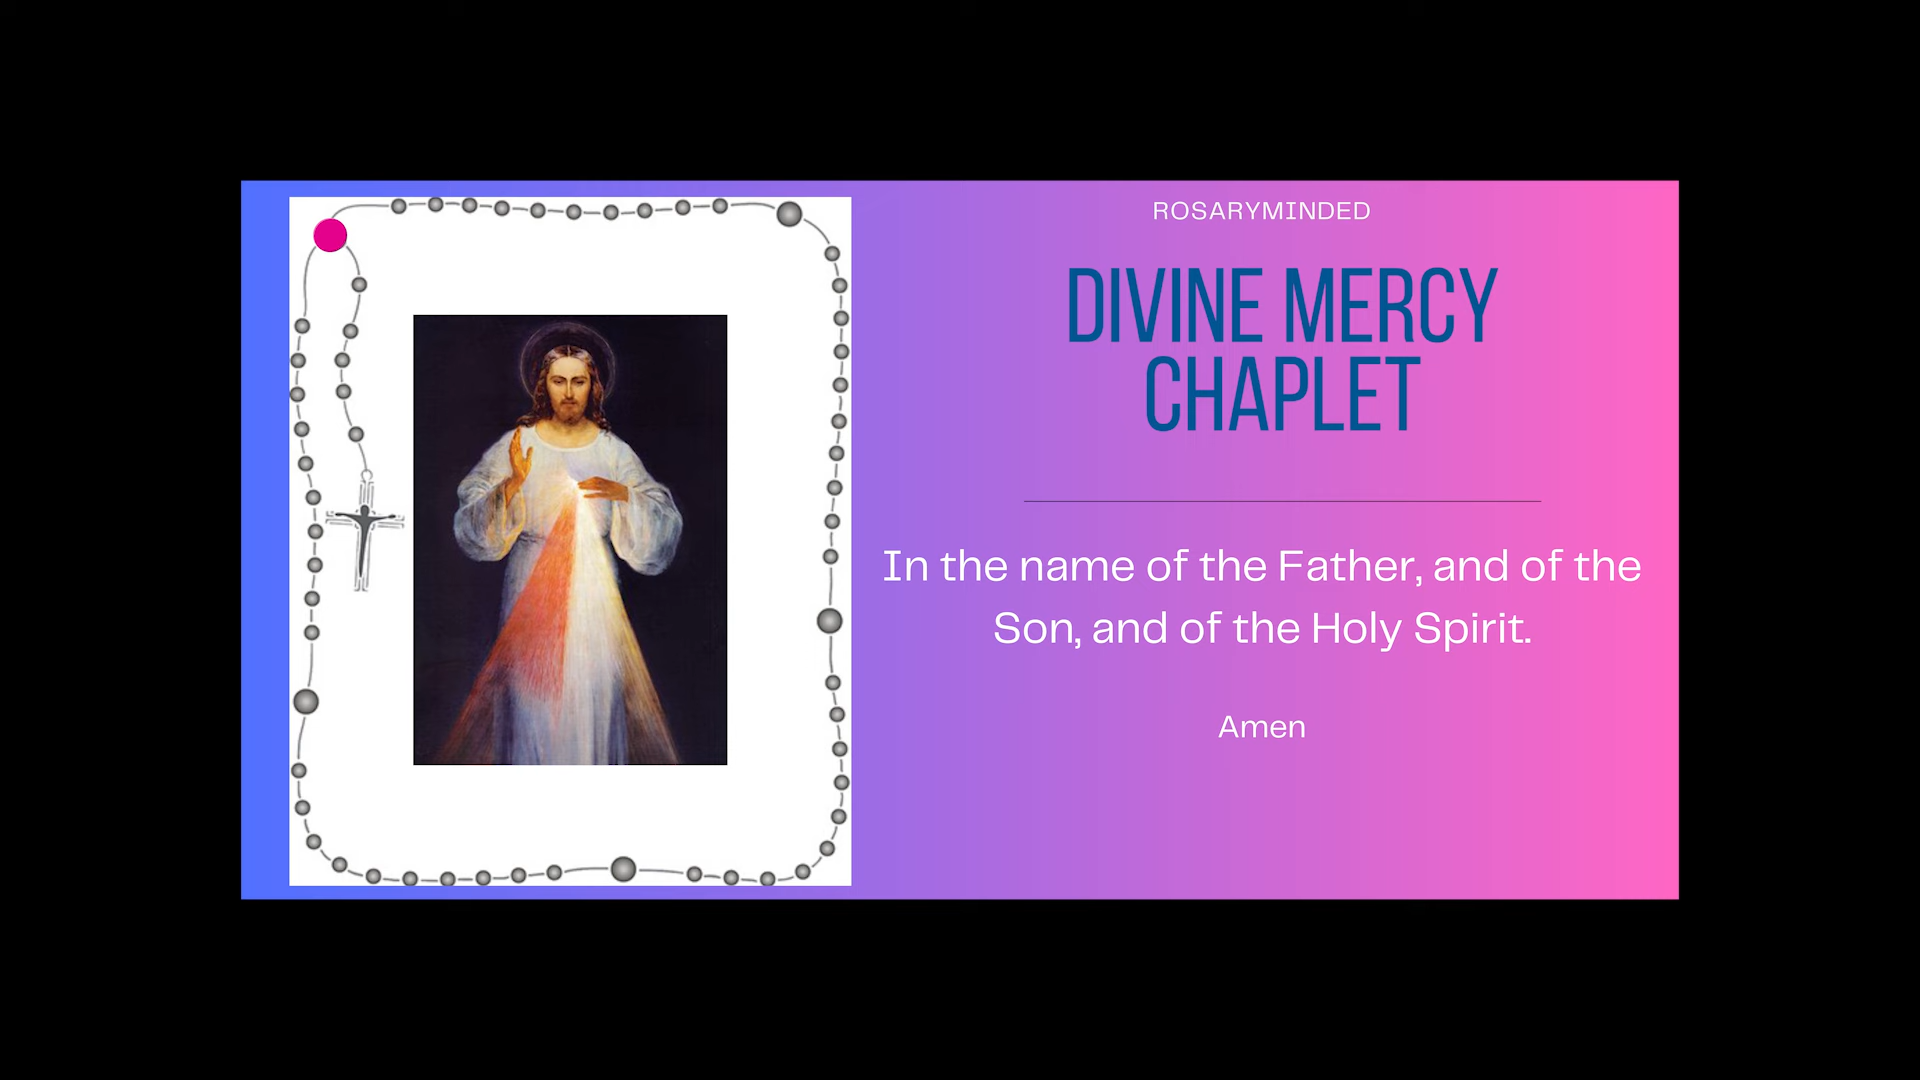 ROSARYMINDED
DIVINE MERCY
CHAPLET
In the name of the Father, and of the
Son, and of the Holy Spirit.
Amen